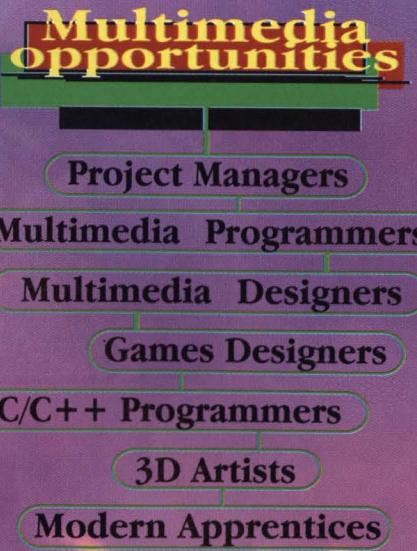 Multimedia
opportunities
Project Managers
Multimedia Programmers
Multimedia Designers
Games Designers
C/C++ Programmers
3D Artists
Modern Apprentices